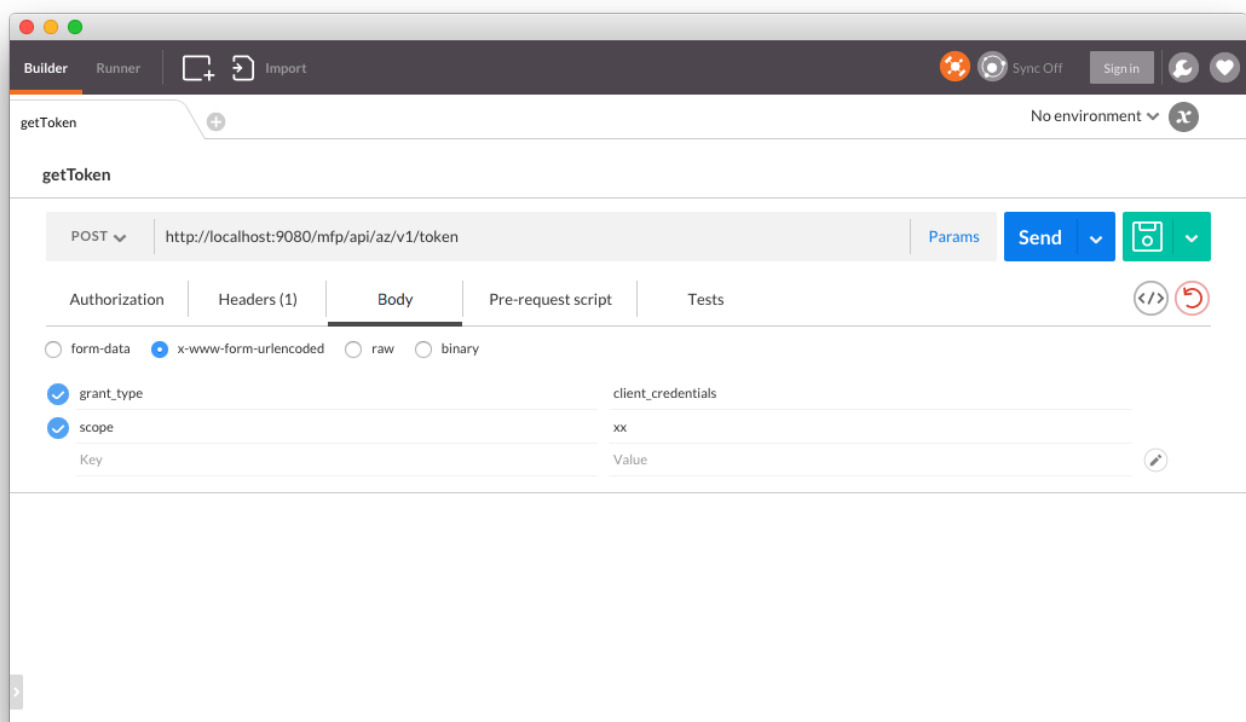 Builder Runner Import Sync Off Sign in
getToken No environment
getToken
POST http://localhost:9080/mfp/api/az/v1/token Params Send
Authorization Headers (1) Body Pre-request script Tests
form-data x-www-form-urlencoded raw binary
grant_type client_credentials
scope xx
Key Value